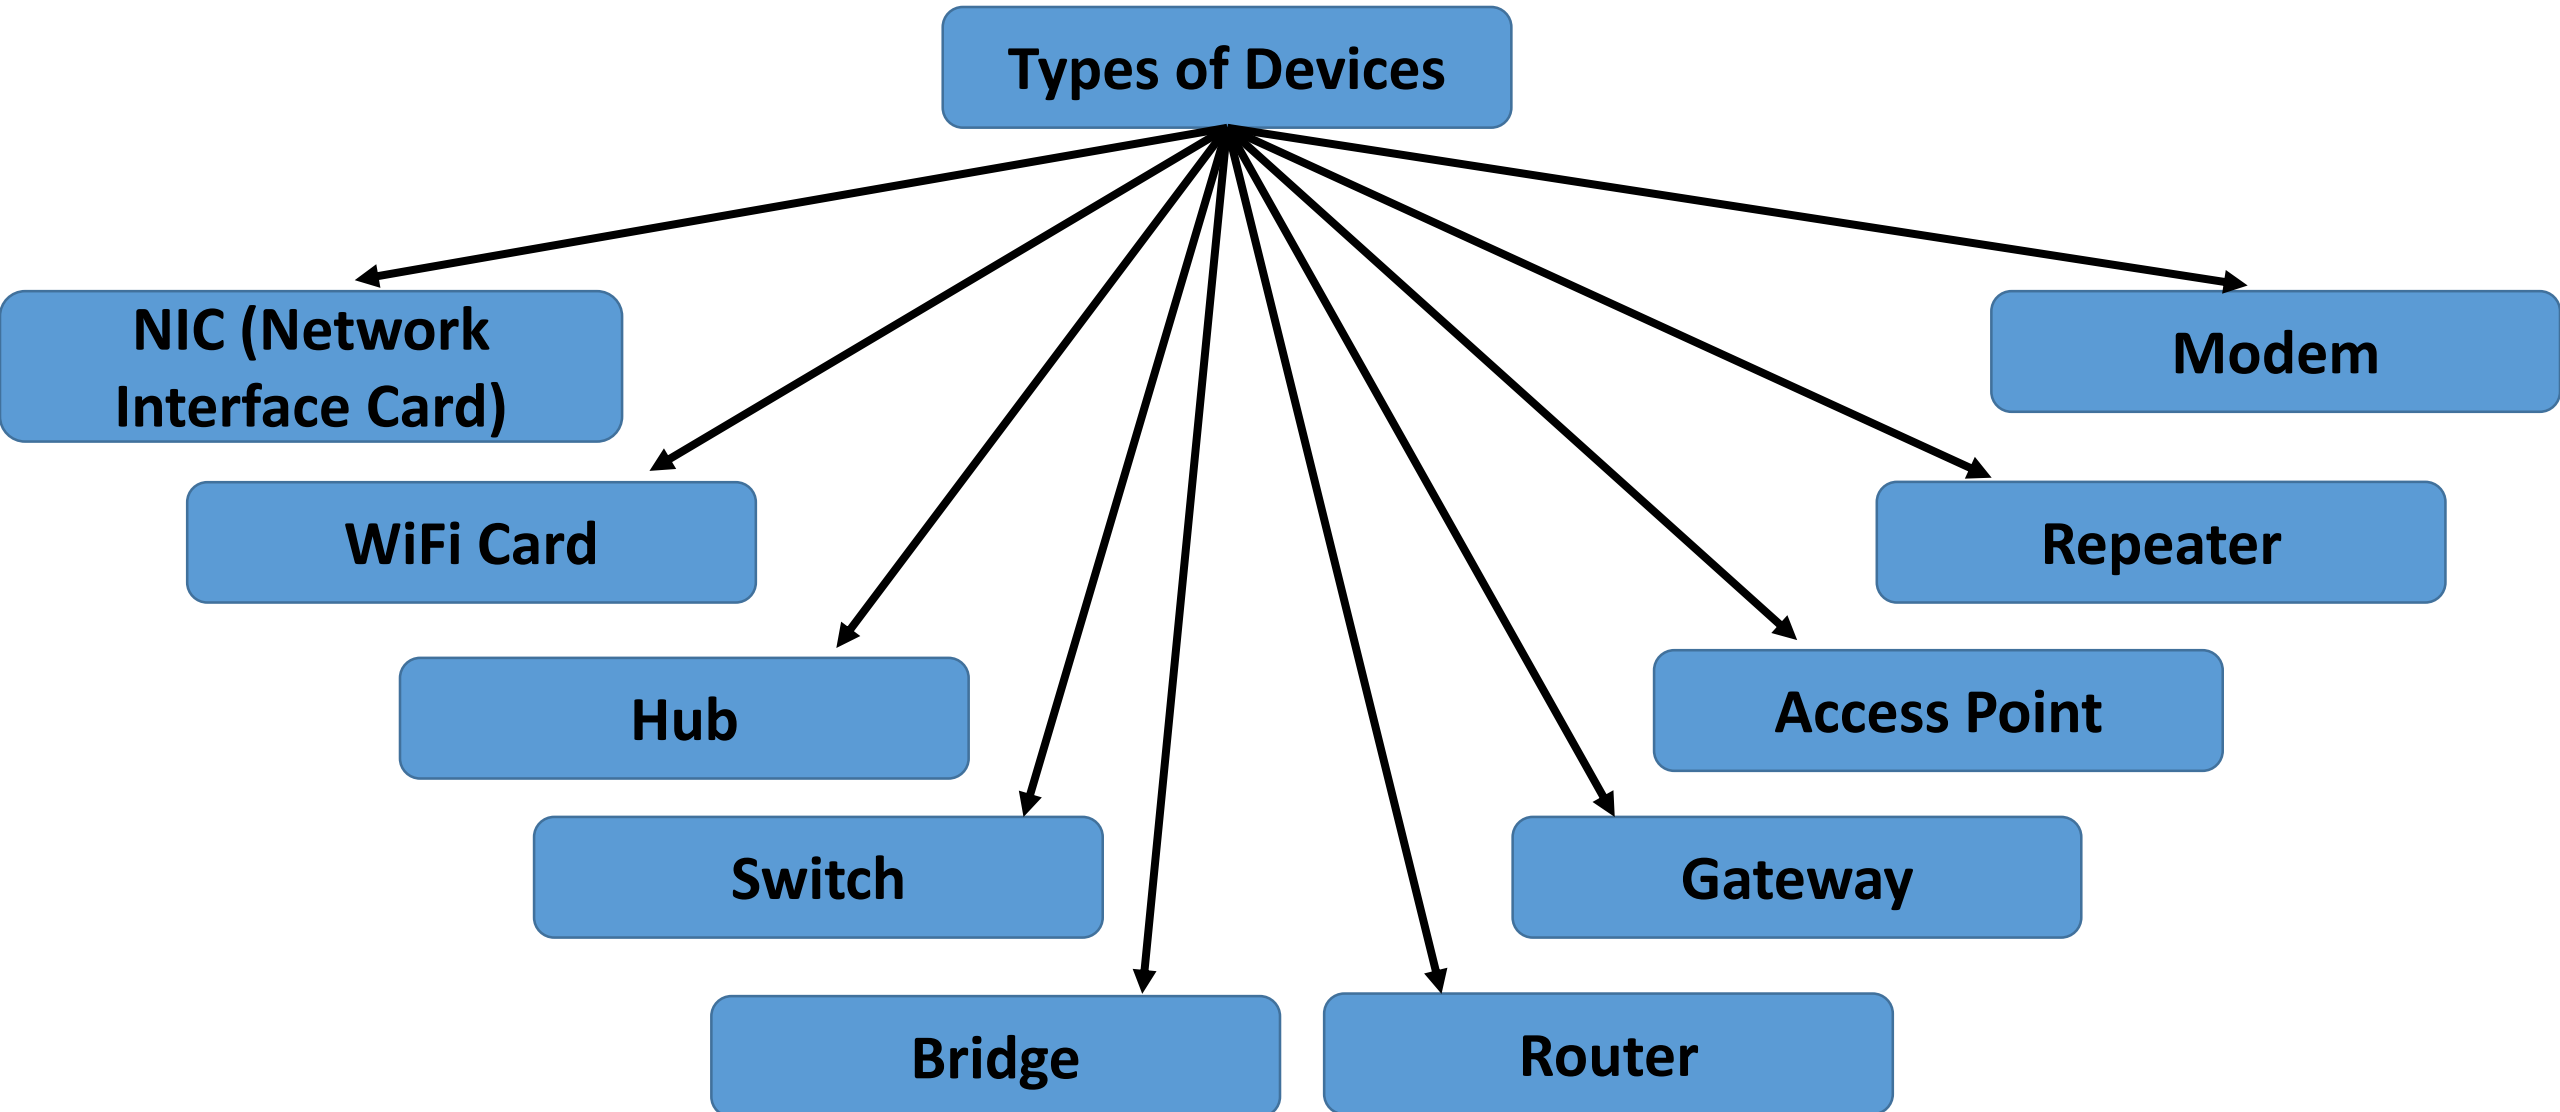 Types of Devices
NIC (Network
Interface Card)
Modem
WiFi Card
Repeater
Hub
Access Point
Switch
Gateway
Bridge
Router